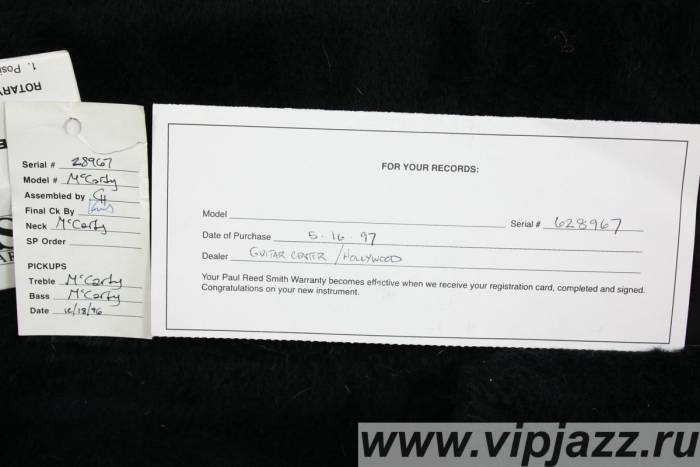 1. Posi
ROTARY
Serial # 28967
Model # McCarty
Assembled by CH
Final Ck By
Neck McCarty
SP Order
PICKUPS
Treble McCarty
Bass McCarty
Date 12/18/96
FOR YOUR RECORDS:
Model Serial # 628967
Date of Purchase 5-16-97
Dealer GUITAR CENTER / HOLLYWOOD
Your Paul Reed Smith Warranty becomes effective when we receive your registration card, completed and signed.
Congratulations on your new instrument.
www.vipjazz.ru